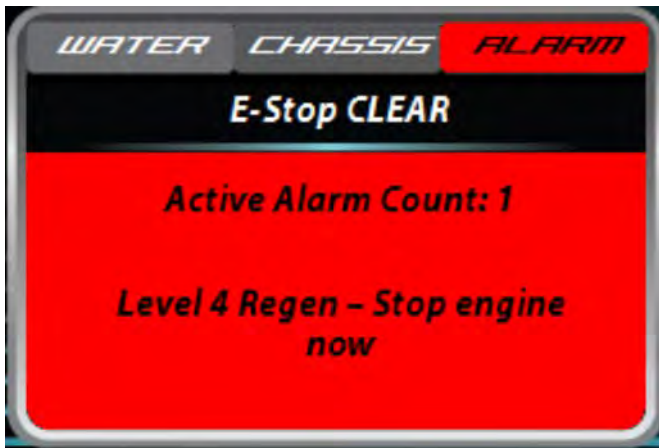 WATER CHASSIS ALARM
E-Stop CLEAR
Active Alarm Count: 1
Level 4 Regen – Stop engine
now